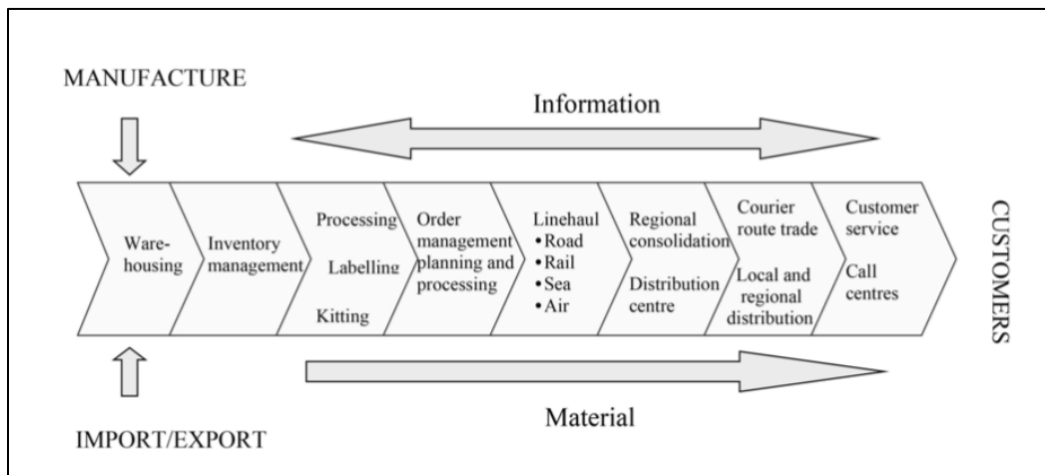 MANUFACTURE
Information
Ware-
housing
Inventory
management
Processing
Labelling
Kitting
Order
management
planning and
processing
Linehaul
•Road
•Rail
•Sea
•Air
Regional
consolidation
Distribution
centre
Courier
route trade
Local and
regional
distribution
Customer
service
Call
centres
CUSTOMERS
Material
IMPORT/EXPORT